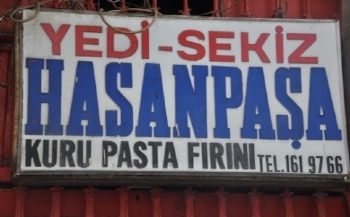 YEDİ-SEKİZ
HASANPAŞA
KURU PASTA FIRINI TEL.161 97 66